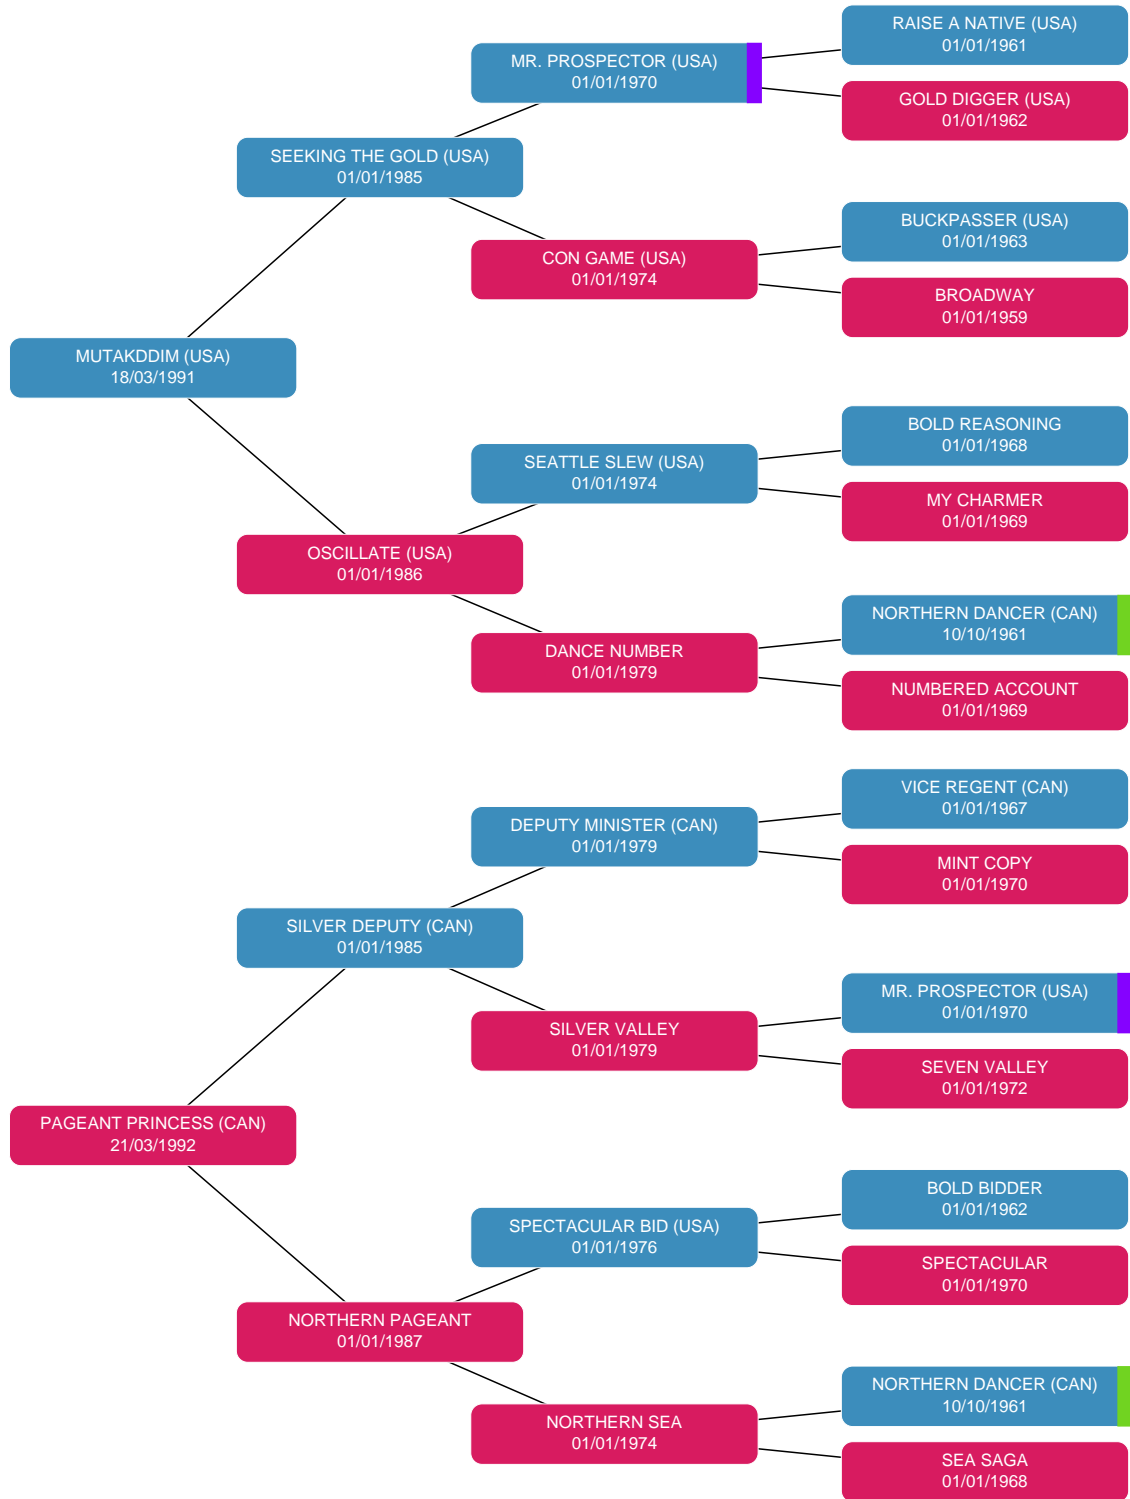 RAISE A NATIVE (USA)
01/01/1961
MR. PROSPECTOR (USA)
01/01/1970
GOLD DIGGER (USA)
01/01/1962
SEEKING THE GOLD (USA)
01/01/1985
BUCKPASSER (USA)
01/01/1963
CON GAME (USA)
01/01/1974
BROADWAY
01/01/1959
MUTAKDDIM (USA)
18/03/1991
BOLD REASONING
01/01/1968
SEATTLE SLEW (USA)
01/01/1974
MY CHARMER
01/01/1969
OSCILLATE (USA)
01/01/1986
NORTHERN DANCER (CAN)
10/10/1961
DANCE NUMBER
01/01/1979
NUMBERED ACCOUNT
01/01/1969
VICE REGENT (CAN)
01/01/1967
DEPUTY MINISTER (CAN)
01/01/1979
MINT COPY
01/01/1970
SILVER DEPUTY (CAN)
01/01/1985
MR. PROSPECTOR (USA)
01/01/1970
SILVER VALLEY
01/01/1979
SEVEN VALLEY
01/01/1972
PAGEANT PRINCESS (CAN)
21/03/1992
BOLD BIDDER
01/01/1962
SPECTACULAR BID (USA)
01/01/1976
SPECTACULAR
01/01/1970
NORTHERN PAGEANT
01/01/1987
NORTHERN DANCER (CAN)
10/10/1961
NORTHERN SEA
01/01/1974
SEA SAGA
01/01/1968